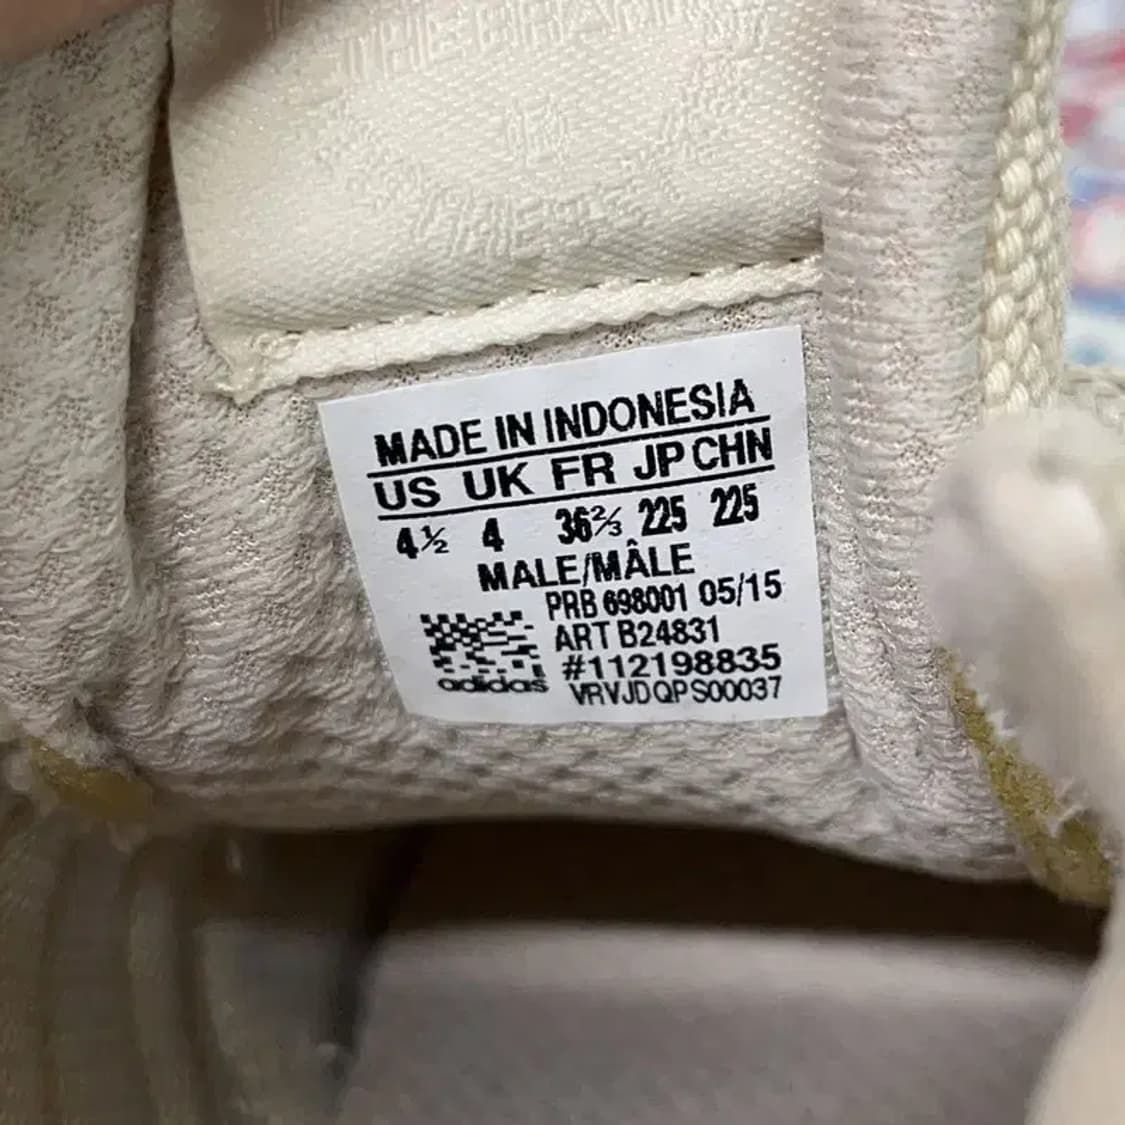 MADE IN INDONESIA
US UK FR JP CHN
4½ 4 36⅔ 225 225
MALE/MÂLE
PRB 698001 05/15
ART B24831
#112198835
adidas VRVJDQPS00037